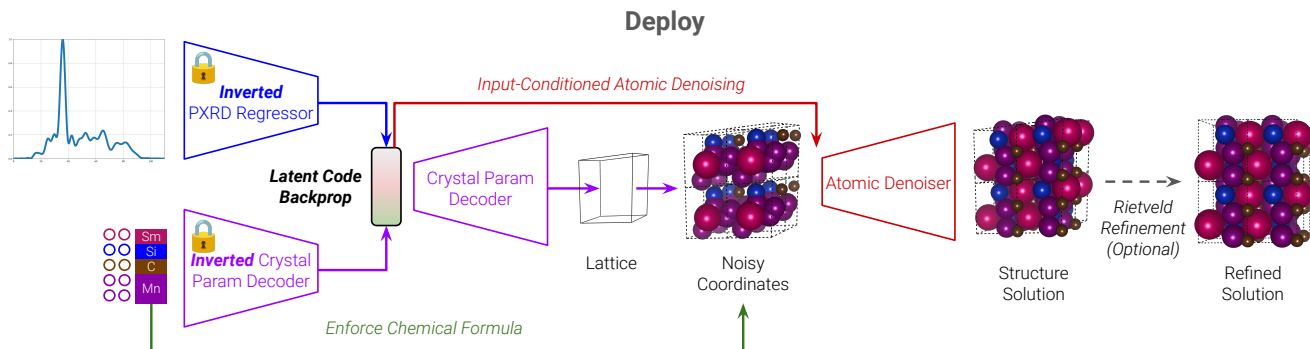 Deploy
Inverted
PXRD Regressor
Input-Conditioned Atomic Denoising
Latent Code
Backprop
Crystal Param
Decoder
Atomic Denoiser
Rietveld
Refinement
(Optional)
Sm
Si
C
Mn
Inverted Crystal
Param Decoder
Lattice
Noisy
Coordinates
Structure
Solution
Refined
Solution
Enforce Chemical Formula